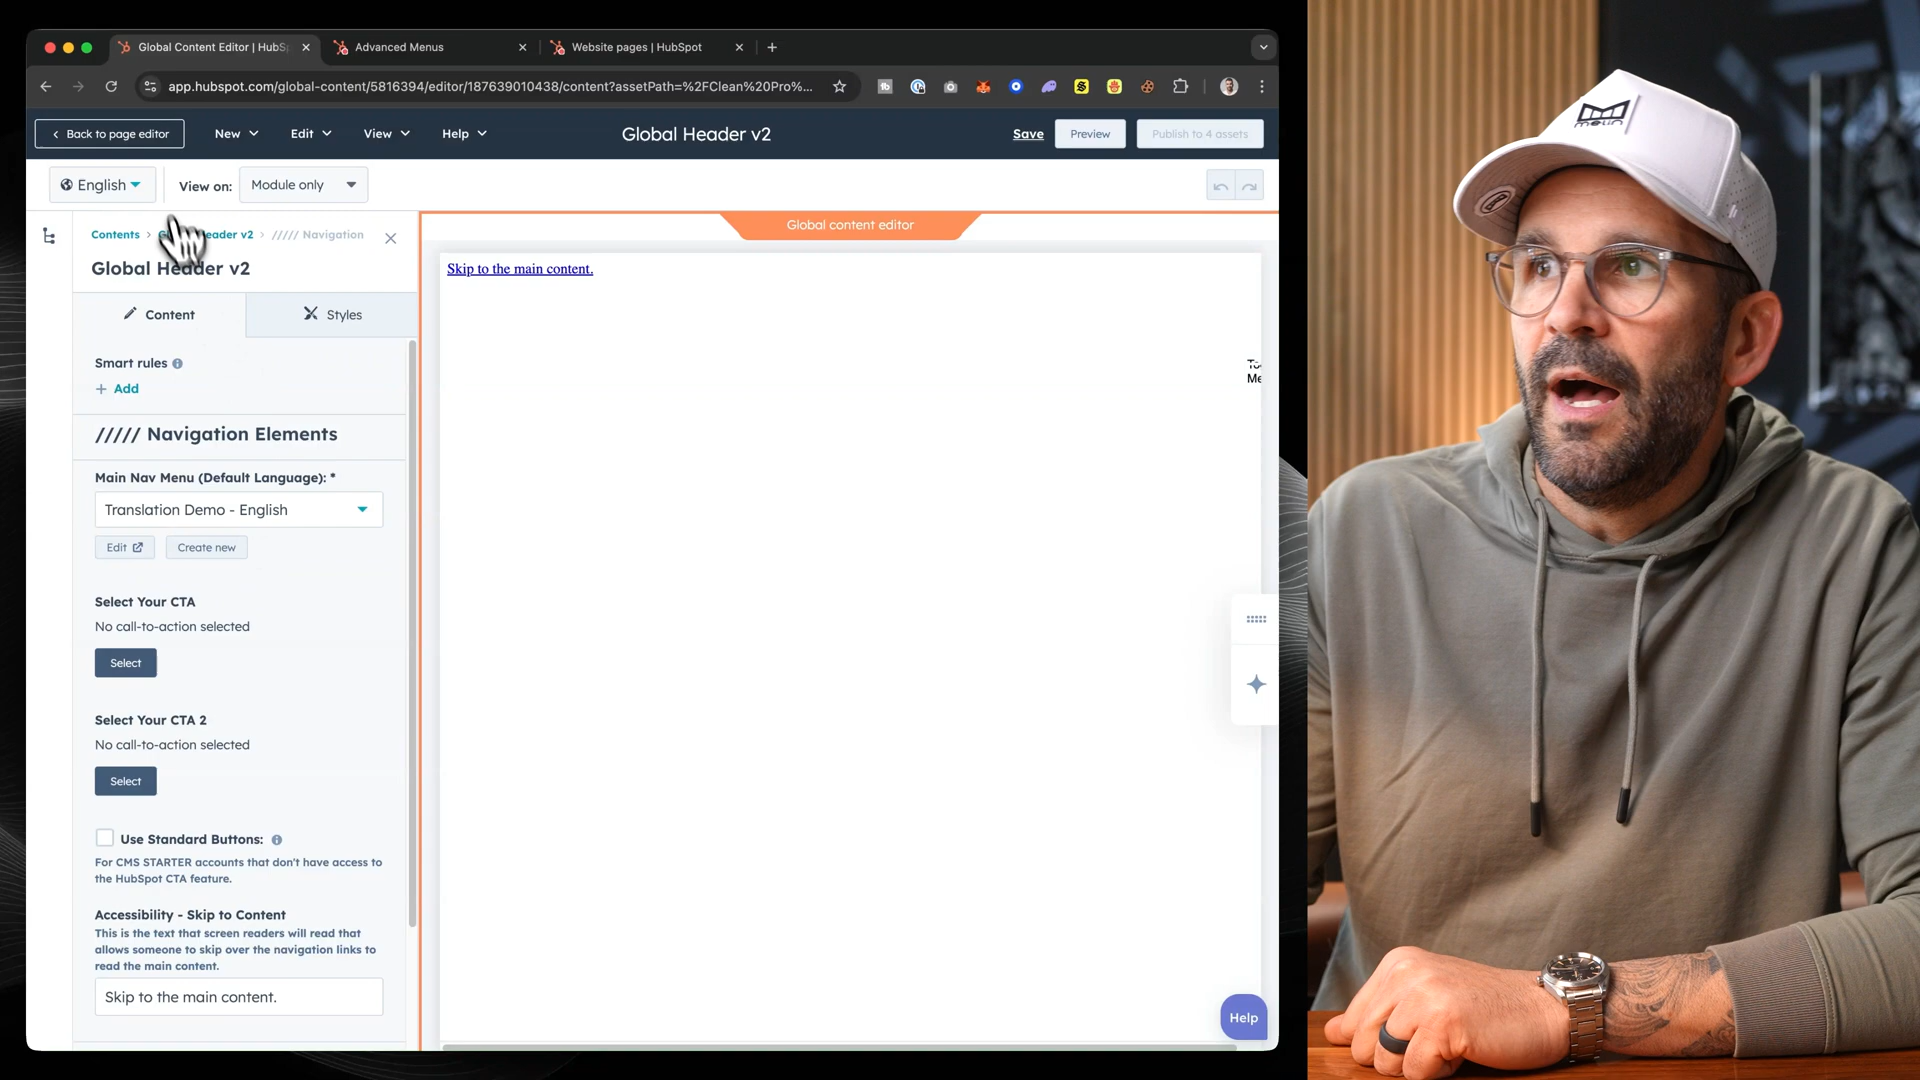 Global Content Editor | HubS
Advanced Menus
Website pages | HubSpot
app.hubspot.com/global-content/5816394/editor/187639010438/content?assetPath=%2FClean%20Pro%...
Back to page editor
New
Edit
View
Help
Global Header v2
Save
Preview
Publish to 4 assets
English
View on:
Module only
Contents
eader v2
///// Navigation
Global content editor
Global Header v2
Skip to the main content.
Content
Styles
Smart rules
+ Add
///// Navigation Elements
Main Nav Menu (Default Language): *
Translation Demo - English
Edit
Create new
Select Your CTA
No call-to-action selected
Select
Select Your CTA 2
No call-to-action selected
Select
Use Standard Buttons:
For CMS STARTER accounts that don't have access to
the HubSpot CTA feature.
Accessibility - Skip to Content
This is the text that screen readers will read that
allows someone to skip over the navigation links to
read the main content.
Skip to the main content.
Help
melin